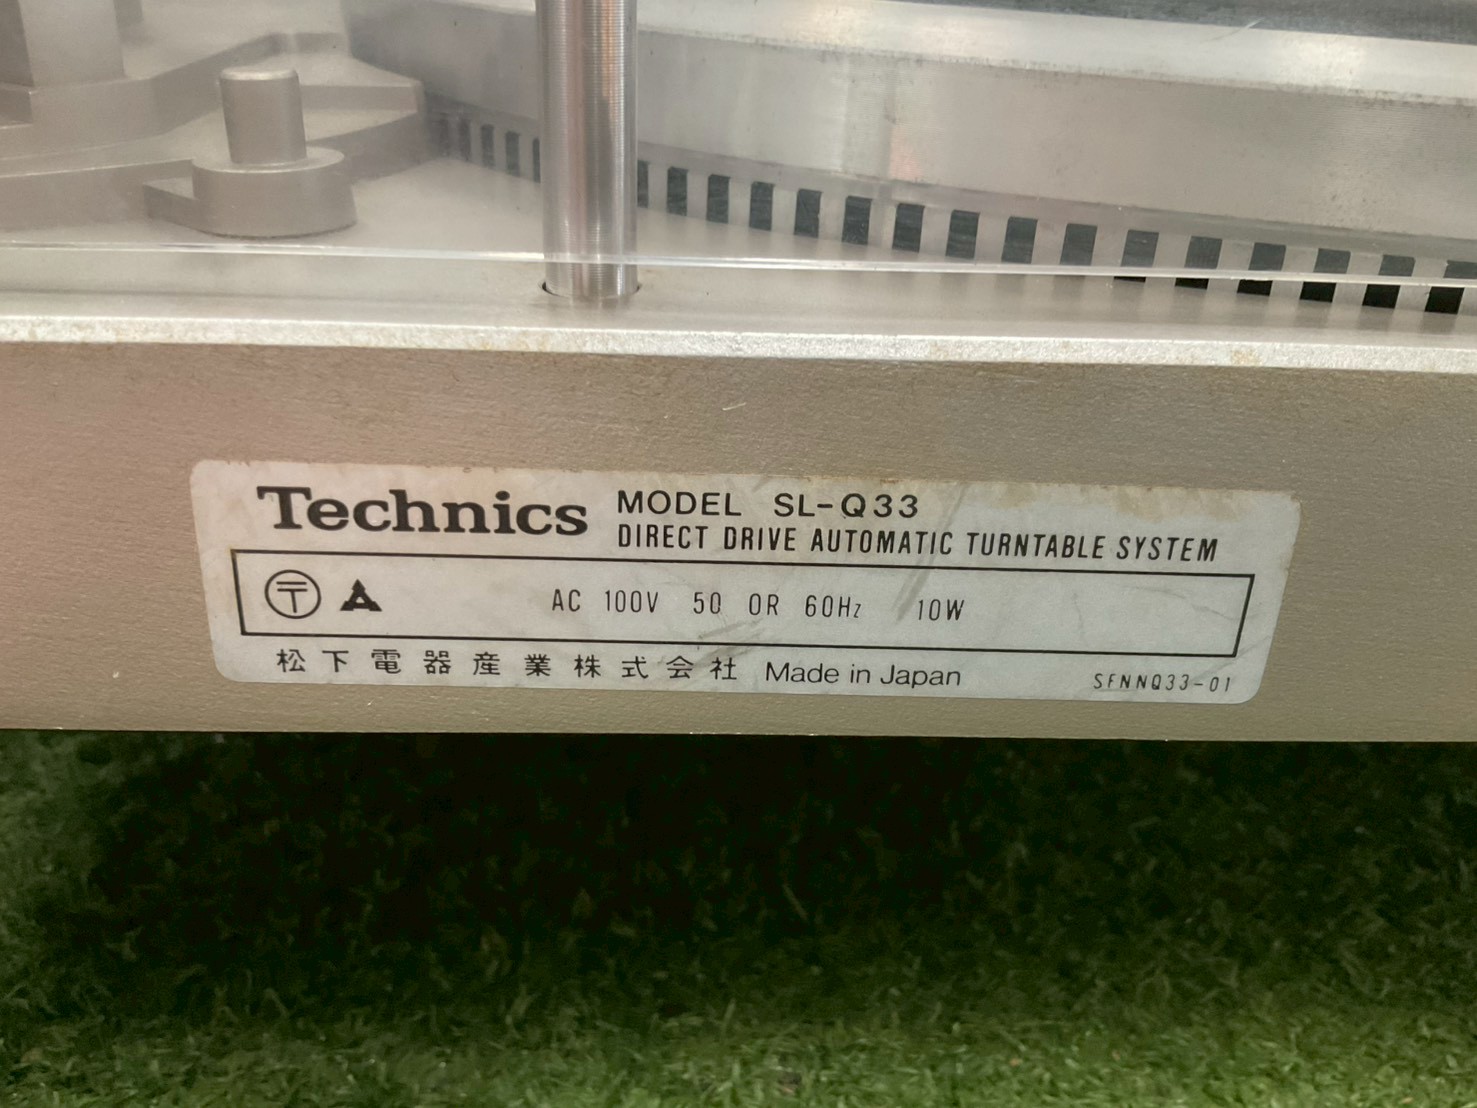 Technics MODEL SL-Q33
DIRECT DRIVE AUTOMATIC TURNTABLE SYSTEM
〒 AC 100V 50 OR 60Hz 10W
松下電器産業株式会社 Made in Japan
SFNNQ33-01